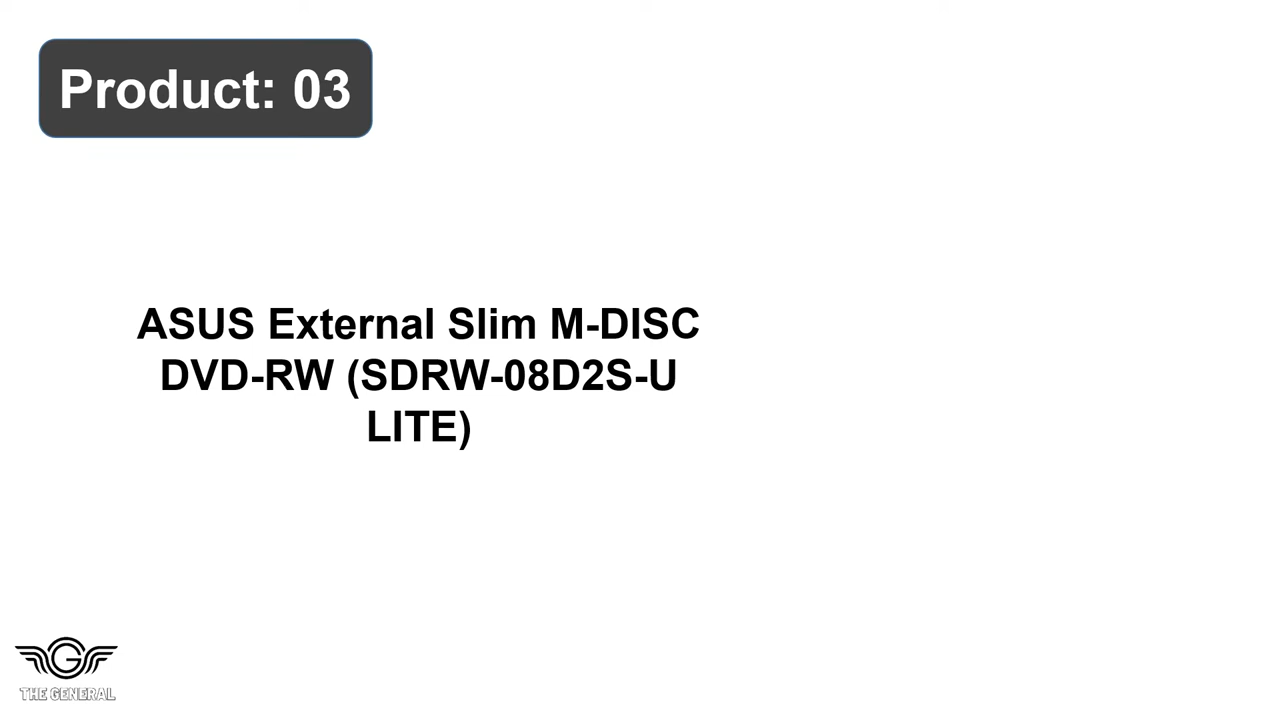 Product: 03
ASUS External Slim M-DISC
DVD-RW (SDRW-08D2S-U
LITE)
G
THE GENERAL